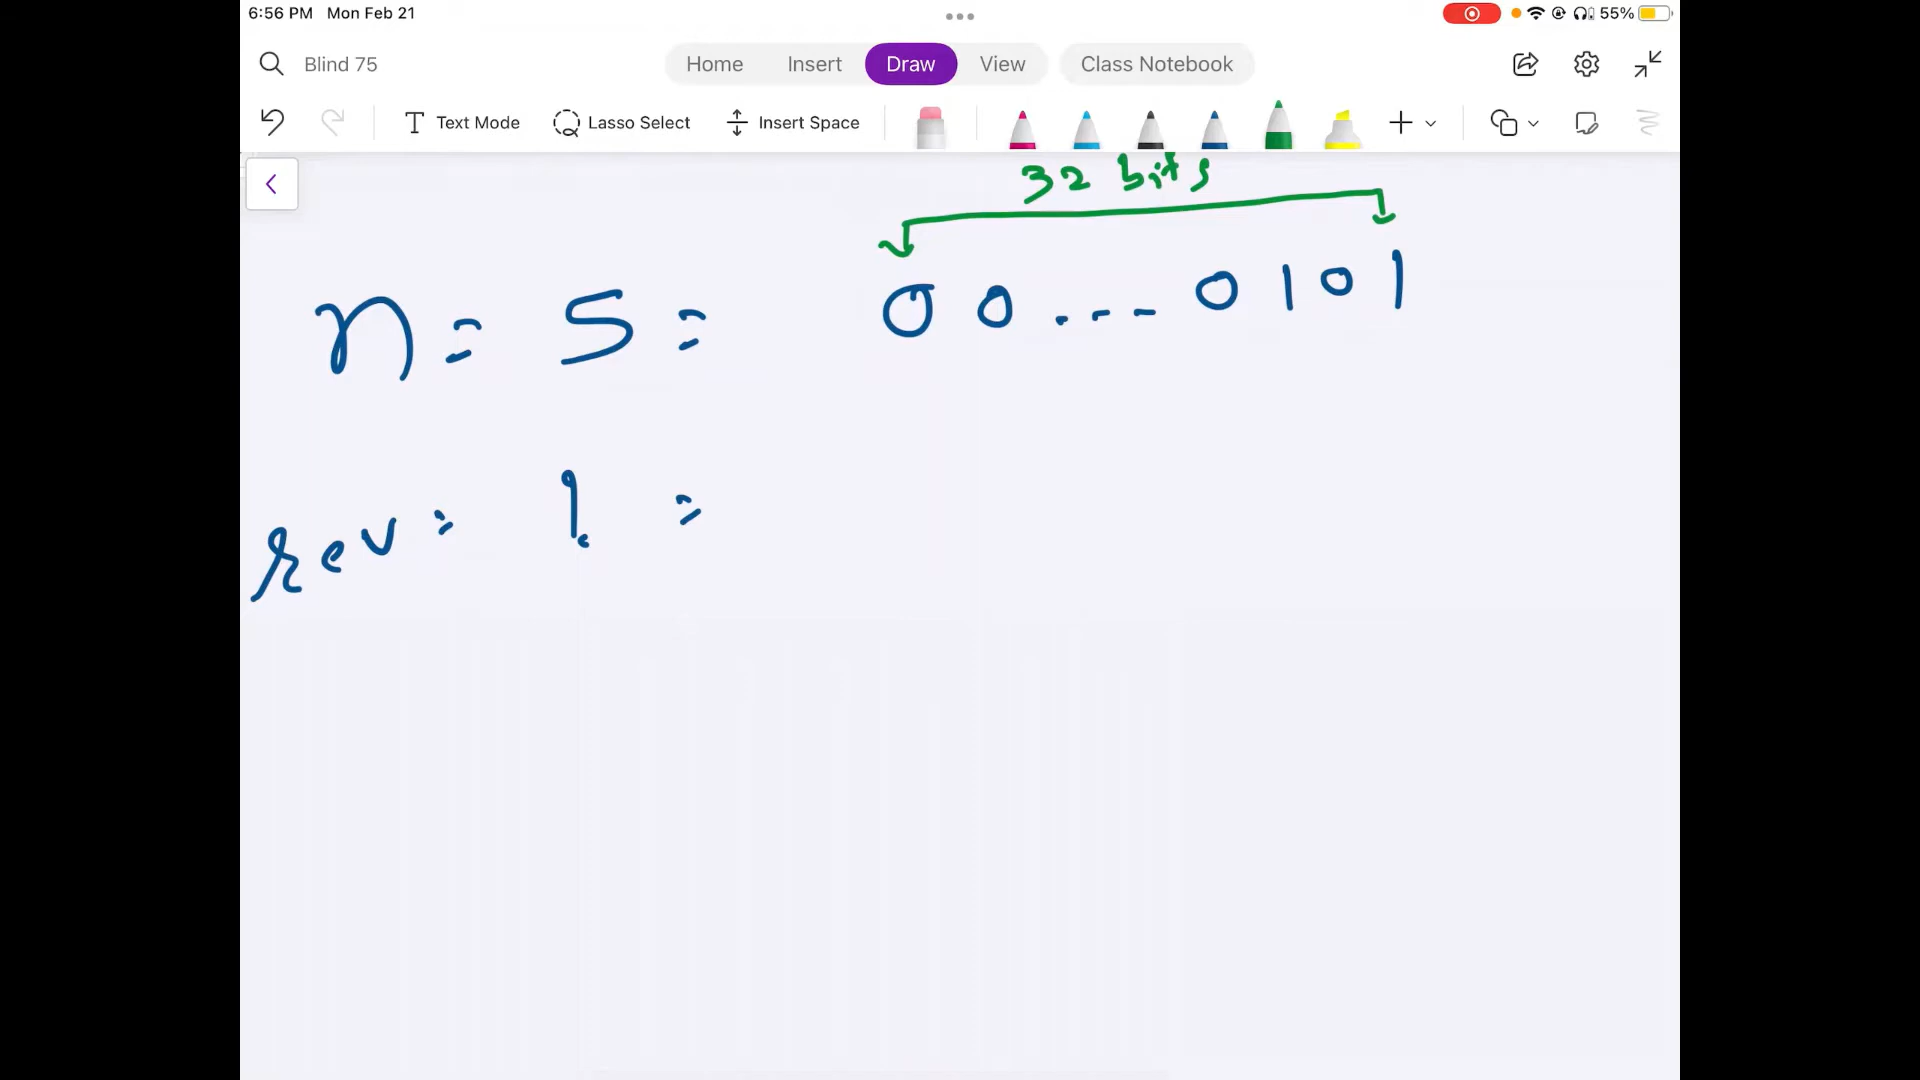 6:56 PM Mon Feb 21 55%
Blind 75 Home Insert Draw View Class Notebook
T Text Mode Lasso Select Insert Space
32 bits
n = 5 = 0 0 . . . 0 1 0 1
rev = 1 =